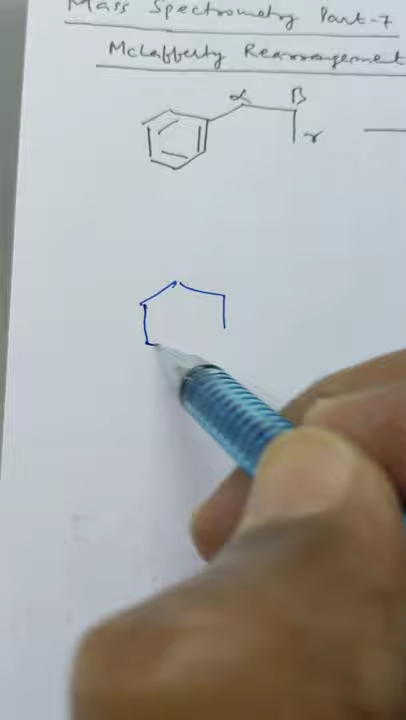 Mass Spectrometry Part-7
McLafferty Rearrangement
α β
γ